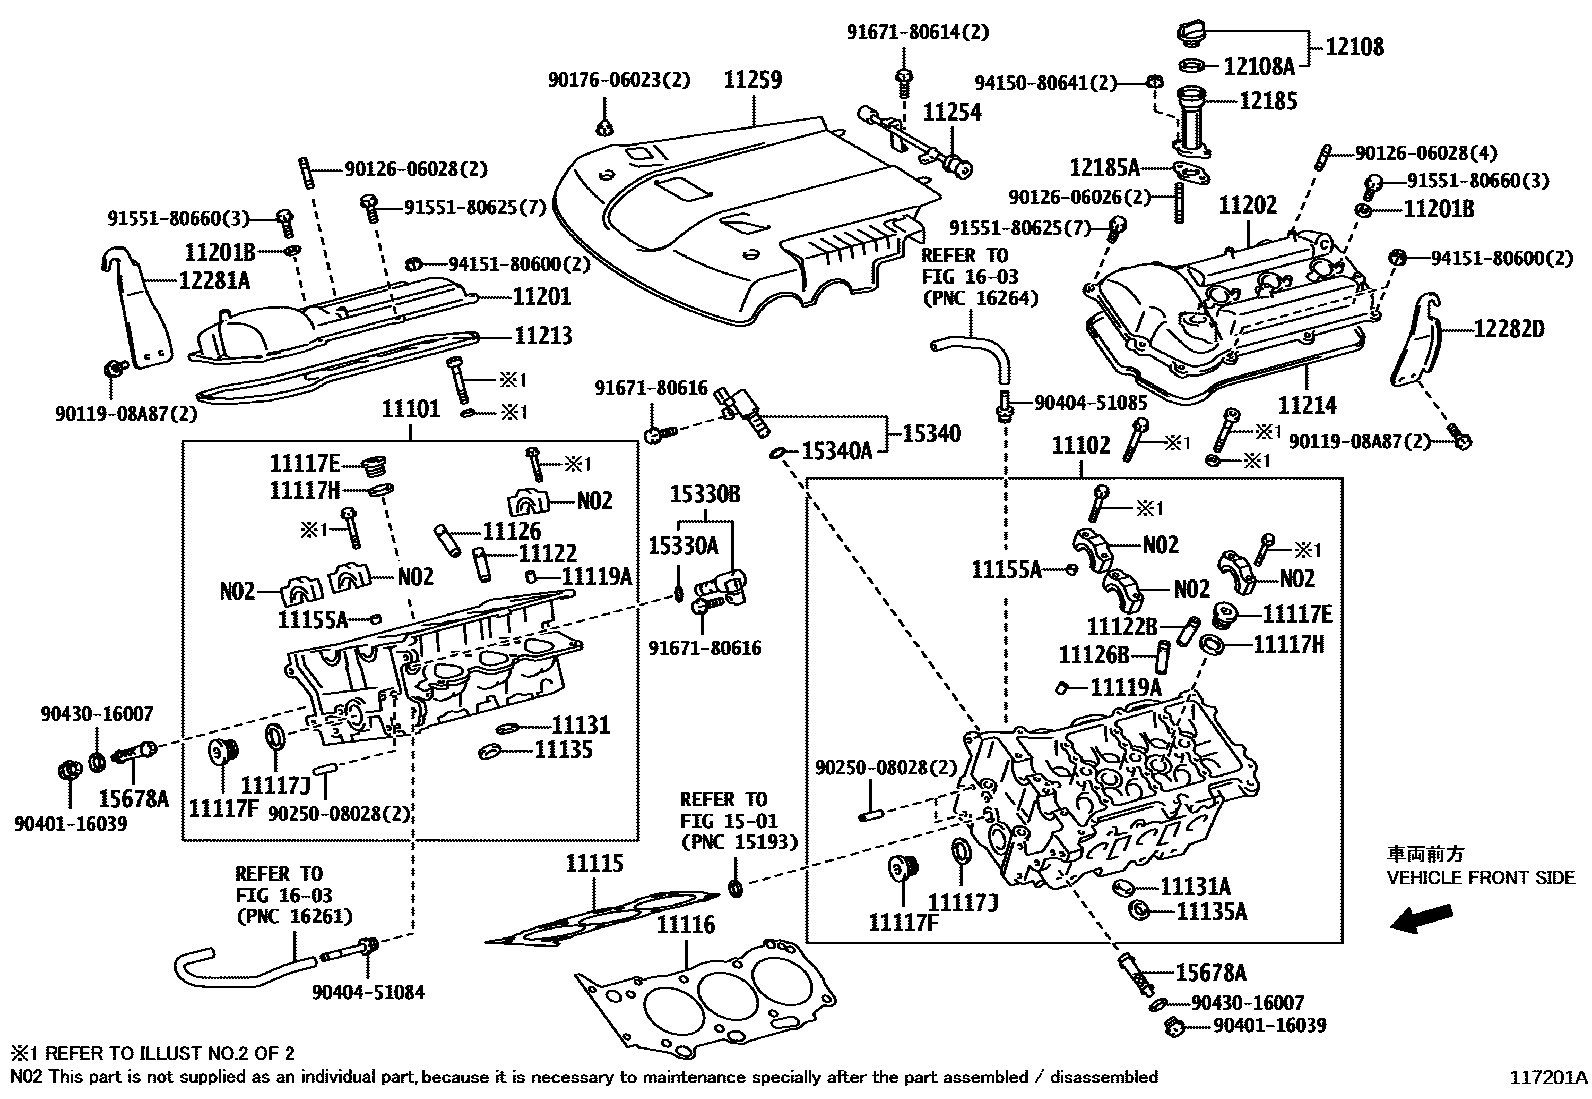 91671-80614(2)
12108
12108A
90176-06023(2)
11259
94150-80641(2)
12185
11254
90126-06028(2)
12185A
90126-06028(4)
91551-80660(3)
91551-80660(3)
91551-80625(7)
90126-06026(2)
11202
11201B
91551-80625(7)
11201B
REFER TO
FIG 16-03
(PNC 16264)
94151-80600(2)
94151-80600(2)
12281A
11201
11213
12282D
※1
91671-80616
90404-51085
11214
90119-08A87(2)
11101
※1
15340
15340A
11102
※1
※1
※1
90119-08A87(2)
11117E
11117H
※1
N02
15330B
※1
※1
11126
11122
15330A
N02
※1
11119A
11155A
N02
N02
N02
N02
11155A
11117E
11122B
91671-80616
11126B
11117H
11119A
90430-16007
11131
11135
15678A
11117J
11117F
90250-08028(2)
90401-16039
90250-08028(2)
REFER TO
FIG 15-01
(PNC 15193)
REFER TO
FIG 16-03
(PNC 16261)
11115
11117J
11117F
11131A
11135A
車両前方
VEHICLE FRONT SIDE
11116
90404-51084
15678A
90430-16007
90401-16039
※1 REFER TO ILLUST NO.2 OF 2
N02 This part is not supplied as an individual part, because it is necessary to maintenance specially after the part assembled / disassembled
117201A